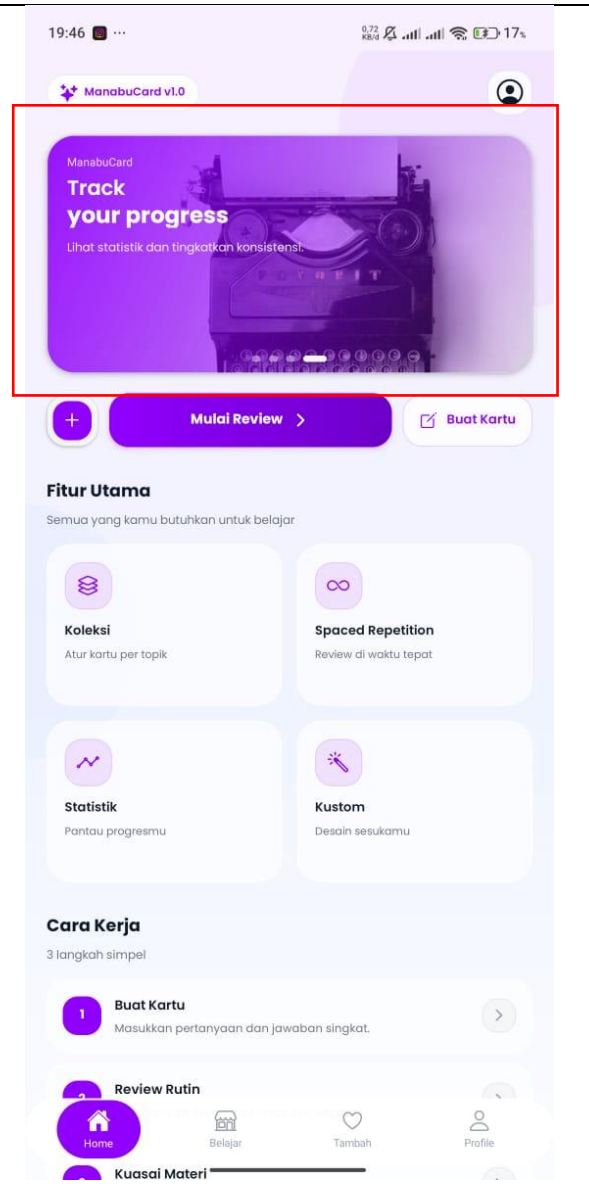 19:46
0,72
KB/d
17%
ManabuCard v1.0
ManabuCard
Track
your progress
Lihat statistik dan tingkatkan konsistensi.
Mulai Review
Buat Kartu
Fitur Utama
Semua yang kamu butuhkan untuk belajar
Koleksi
Atur kartu per topik
Spaced Repetition
Review di waktu tepat
Statistik
Pantau progresmu
Kustom
Desain sesukamu
Cara Kerja
3 langkah simpel
1
Buat Kartu
Masukkan pertanyaan dan jawaban singkat.
Review Rutin
Home
Belajar
Tambah
Profile
Kuasai Materi